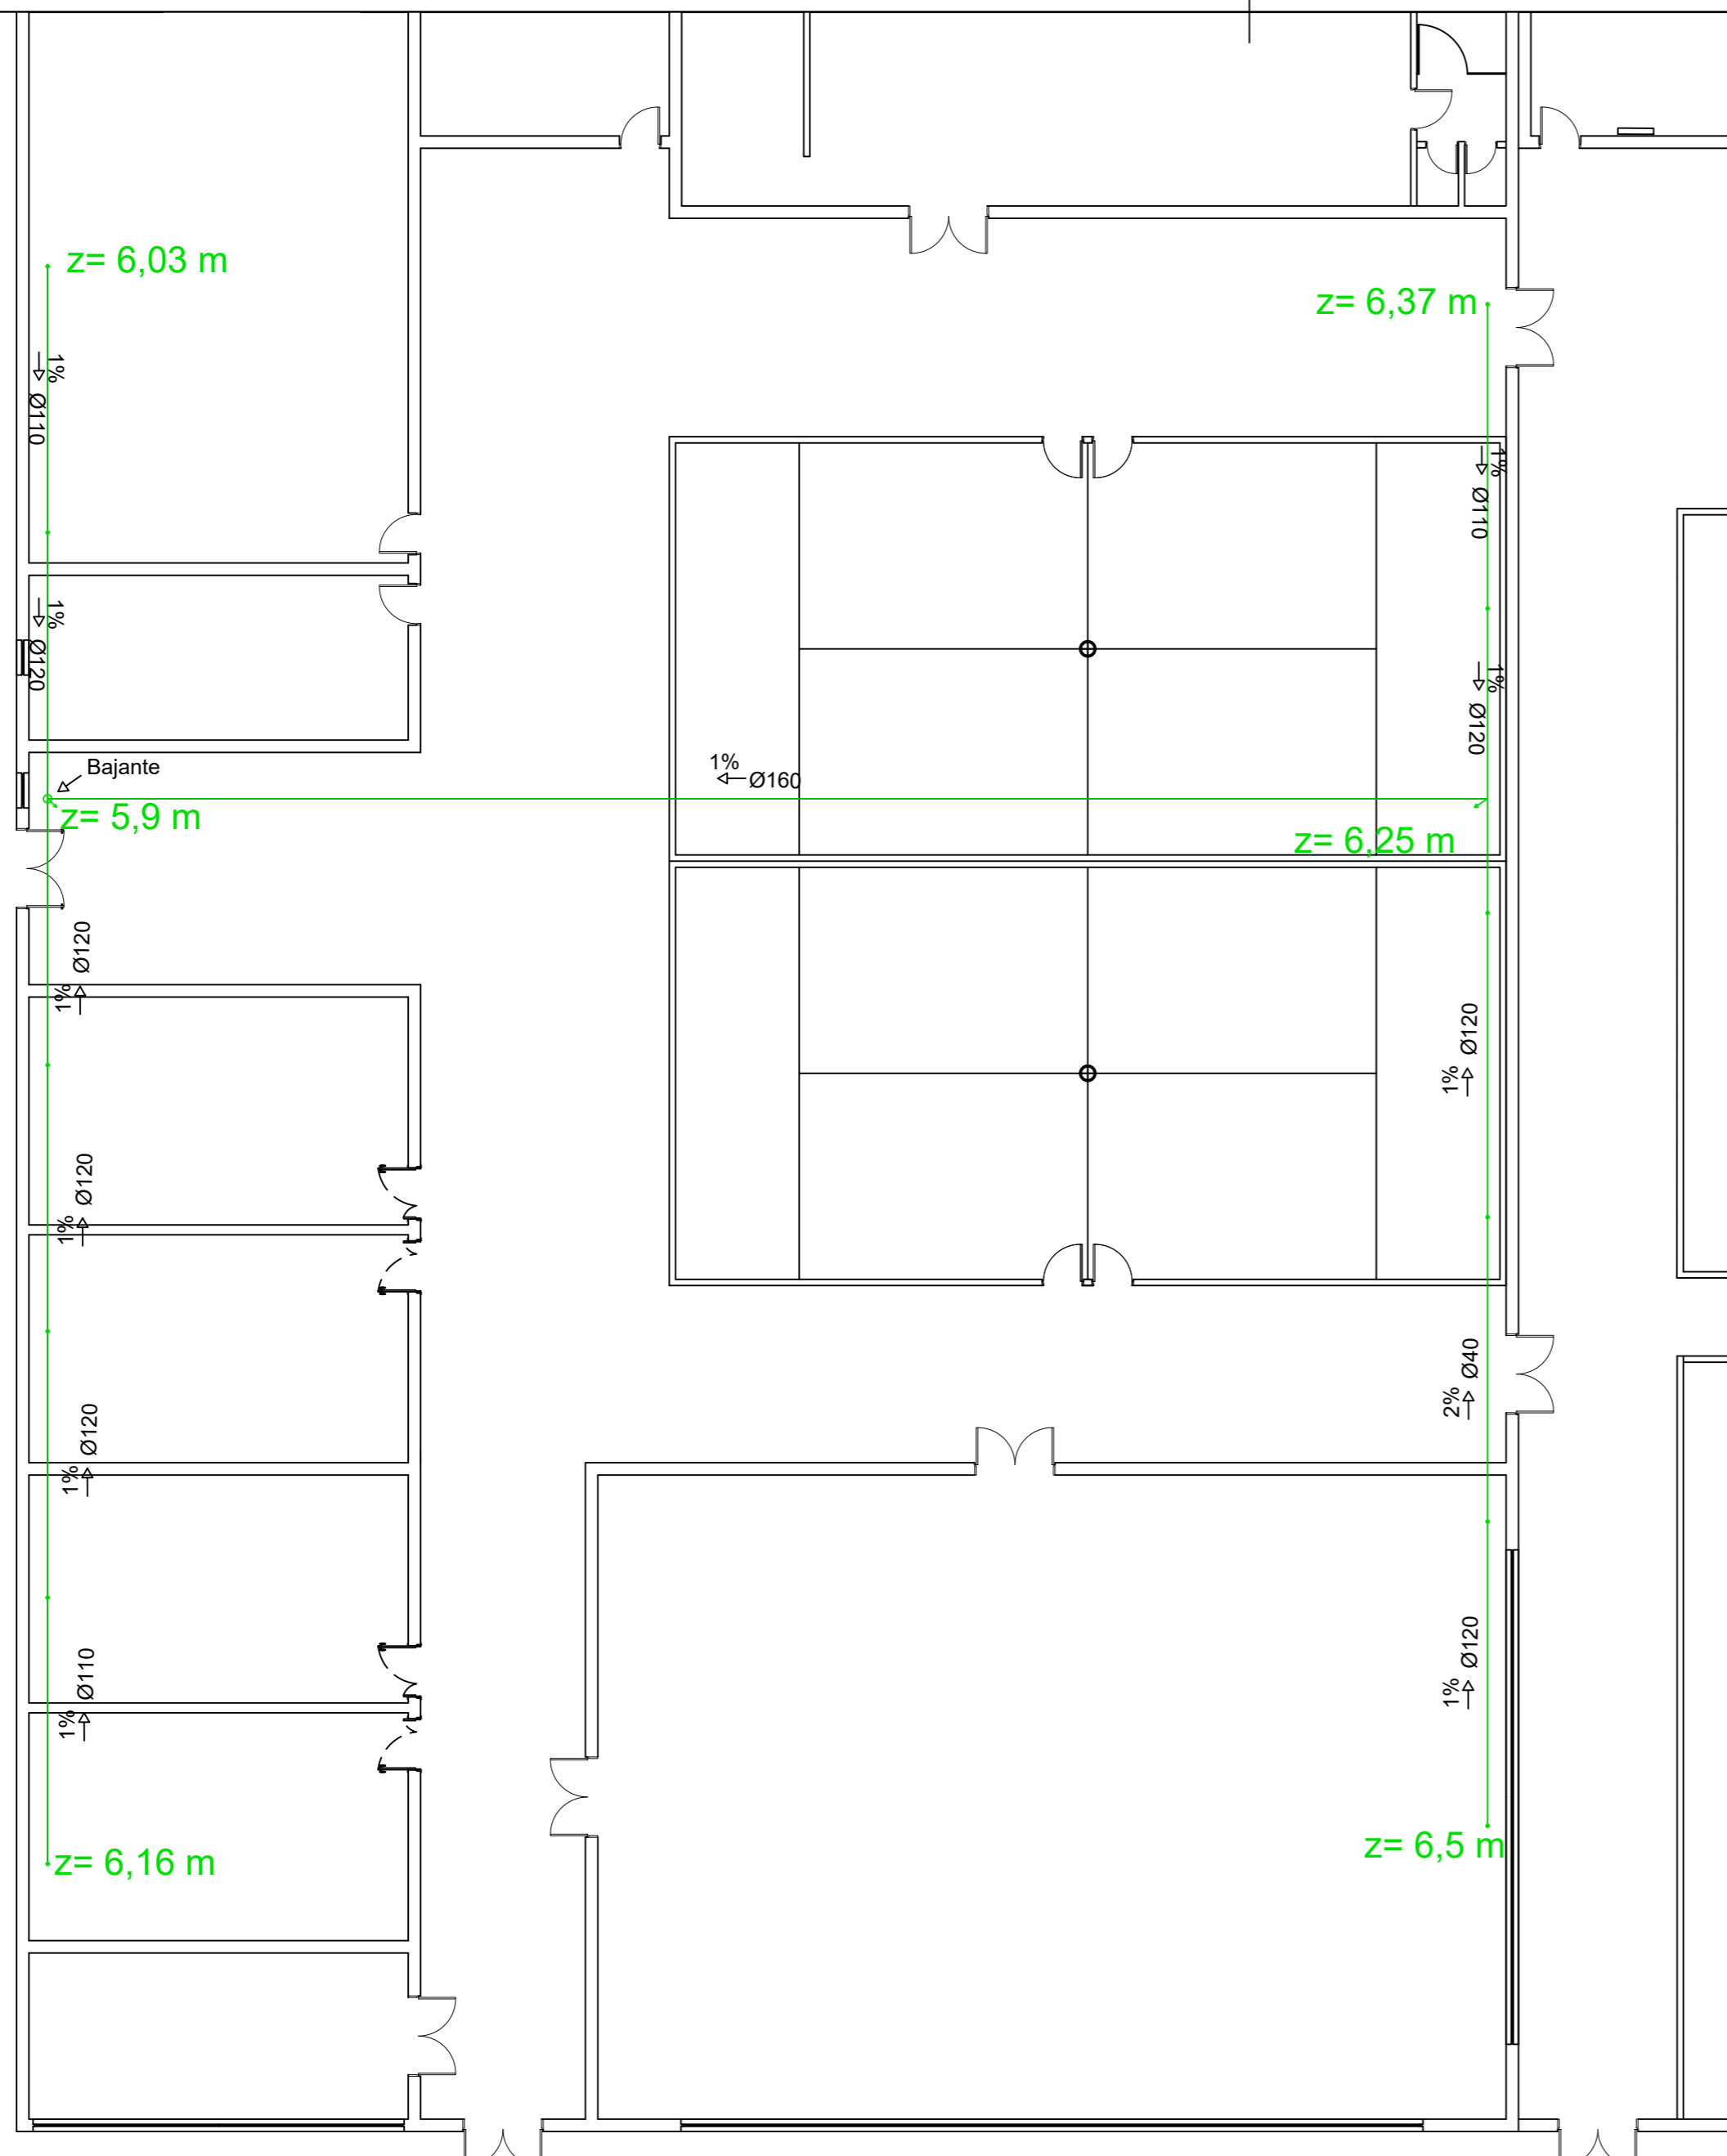 z= 6,03 m
z= 6,37 m
1%
Ø110
1%
Ø110
1%
Ø120
1%
Ø120
Bajante
1%
Ø160
z= 5,9 m
z= 6,25 m
1% Ø120
1% Ø120
1% Ø120
2% Ø40
1% Ø120
1% Ø110
1% Ø120
z= 6,16 m
z= 6,5 m